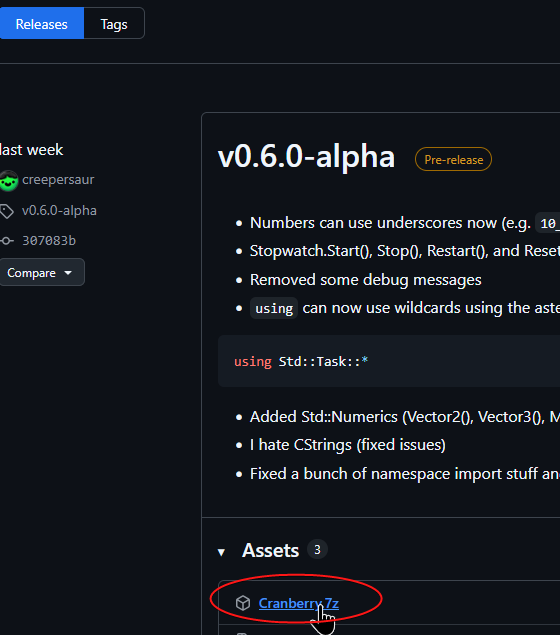 Releases
Tags
last week
creepersaur
v0.6.0-alpha
307083b
Compare
v0.6.0-alpha
Pre-release
Numbers can use underscores now (e.g. 10_
Stopwatch.Start(), Stop(), Restart(), and Reset
Removed some debug messages
using can now use wildcards using the aste
using Std::Task::*
Added Std::Numerics (Vector2(), Vector3(), M
I hate CStrings (fixed issues)
Fixed a bunch of namespace import stuff and
Assets 3
Cranberry.7z